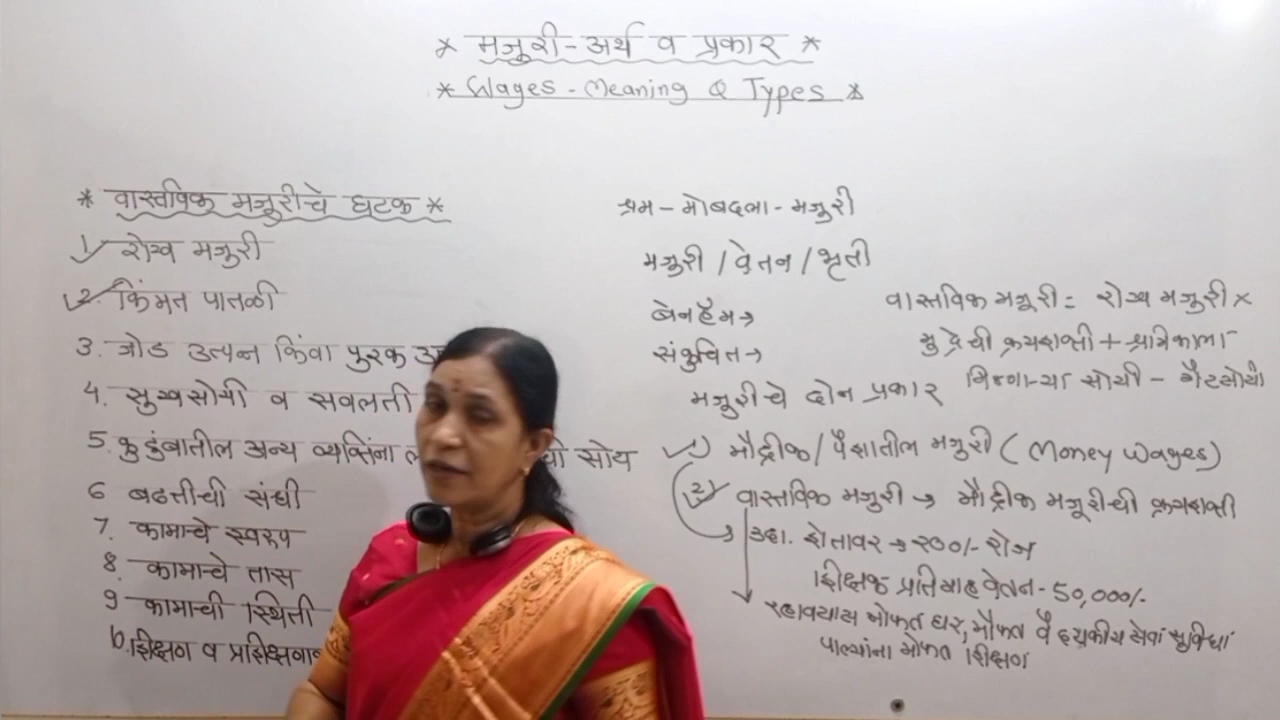 * मजुरी - अर्थ व प्रकार *
* Wages - Meaning & Types *
* वास्तविक मजुरीचे घटक *
1) रोख मजुरी
2. किंमत पातळी
3. जोड उत्पन्न किंवा पुरक
4. सुखसोयी व सवलती
5. कुटुंबातील अन्य व्यक्तिंना सोय
6 बढतीची संधी
7. कामाचे स्वरुप
8. कामाचे तास
9 कामाची स्थिती
10. शिक्षण व
श्रम - मोबदला - मजुरी
मजुरी / वेतन / भृती
बेनहॅम →
संकुचित →
वास्तविक मजूरी = रोख मजुरी x
मुद्रेची क्रयशक्ती + श्रमिकाला
मिळणाऱ्या सोयी - गैरसोयी
मजुरीचे दोन प्रकार
1) मौद्रीक / पैशातील मजुरी ( Money Wages)
2) वास्तविक मजुरी → मौद्रीक मजूरीची क्रयशक्ती
उदा. शेतावर → २००/- रोज
शिक्षक प्रतिमाह वेतन - 50,000/-
रहावयास मोफत घर, मोफत वैद्यकीय सेवा सुविधा
पाल्यांना मोफत शिक्षण